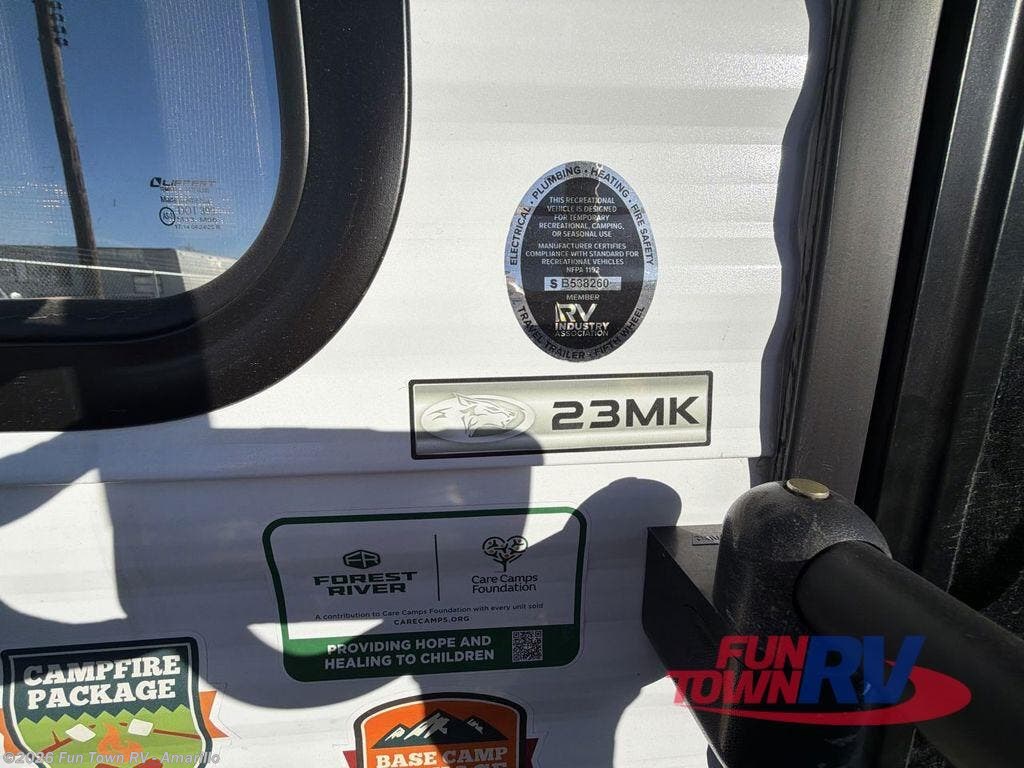 LIPPERT
DOT
ELECTRICAL · PLUMBING · HEATING · FIRE SAFETY
THIS RECREATIONAL
VEHICLE IS DESIGNED
FOR TEMPORARY
RECREATIONAL, CAMPING,
OR SEASONAL USE
MANUFACTURER CERTIFIES
COMPLIANCE WITH STANDARD FOR
RECREATIONAL VEHICLES
NFPA 1192
S B538260
MEMBER
RV
INDUSTRY
ASSOCIATION
TRAVEL TRAILER · FIFTH WHEEL
23MK
FR
FOREST
RIVER
Care Camps
Foundation
A contribution to Care Camps Foundation with every unit sold
CARECAMPS.ORG
PROVIDING HOPE AND
HEALING TO CHILDREN
CAMPFIRE
PACKAGE
BASE CAMP
FUN
TOWN RV
©2026 Fun Town RV - Amarillo